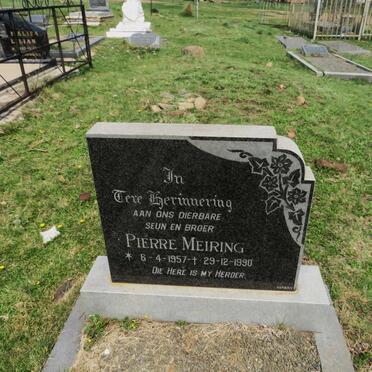 In
Tere Herinnering
AAN ONS DIERBARE
SEUN EN BROER
PIERRE MEIRING
* 6-4-1957 - † 29-12-1990
DIE HERE IS MY HERDER.
LILIAN